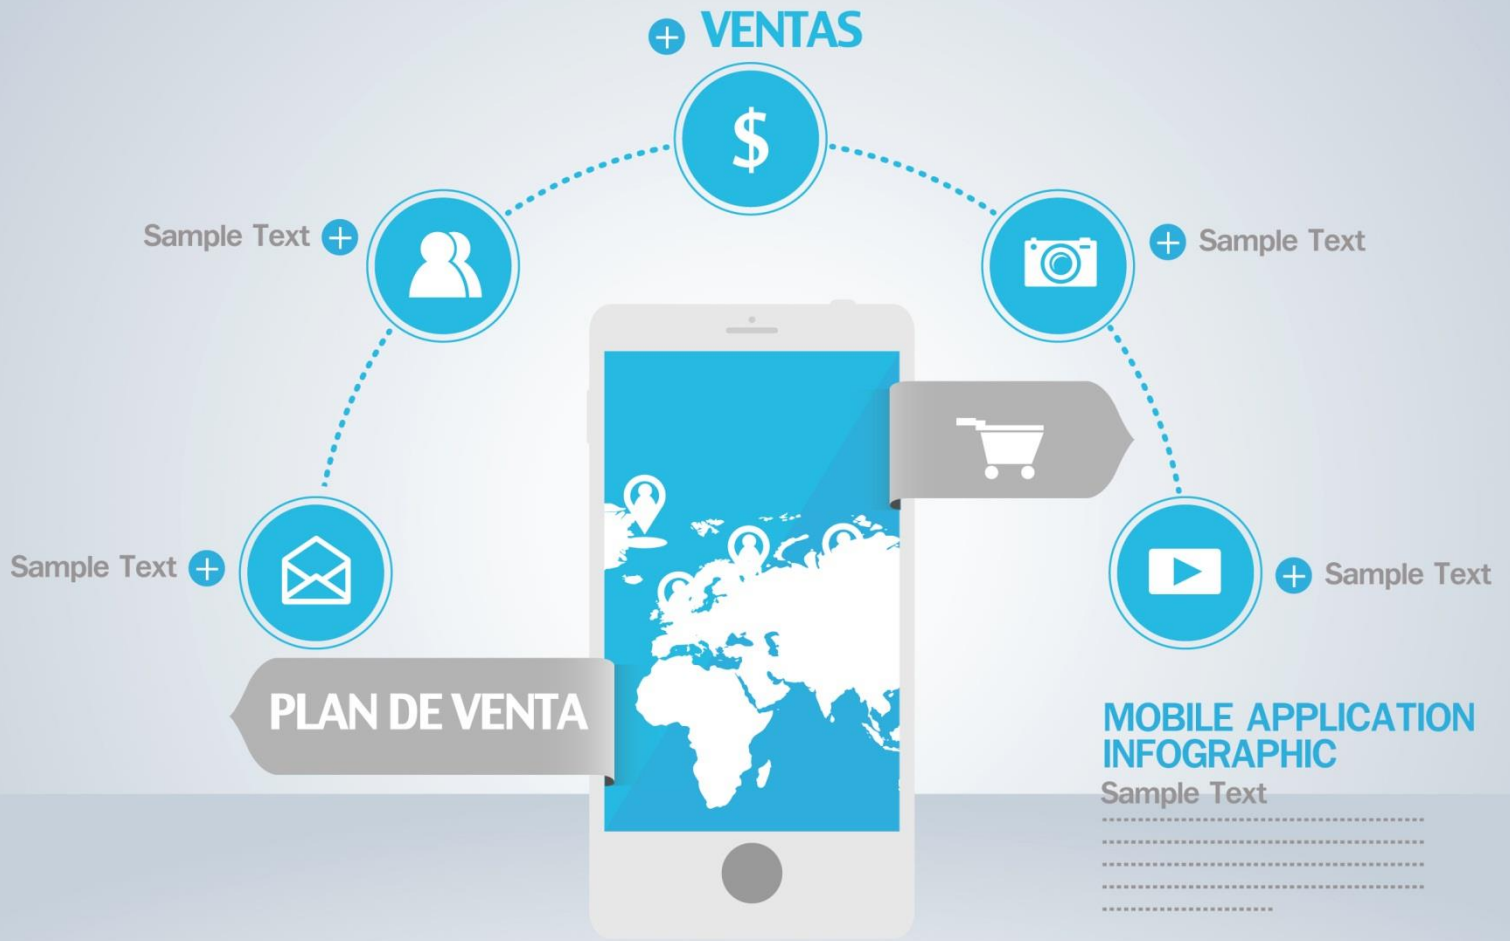 VENTAS
Sample Text
Sample Text
Sample Text
Sample Text
PLAN DE VENTA
MOBILE APPLICATION
INFOGRAPHIC
Sample Text